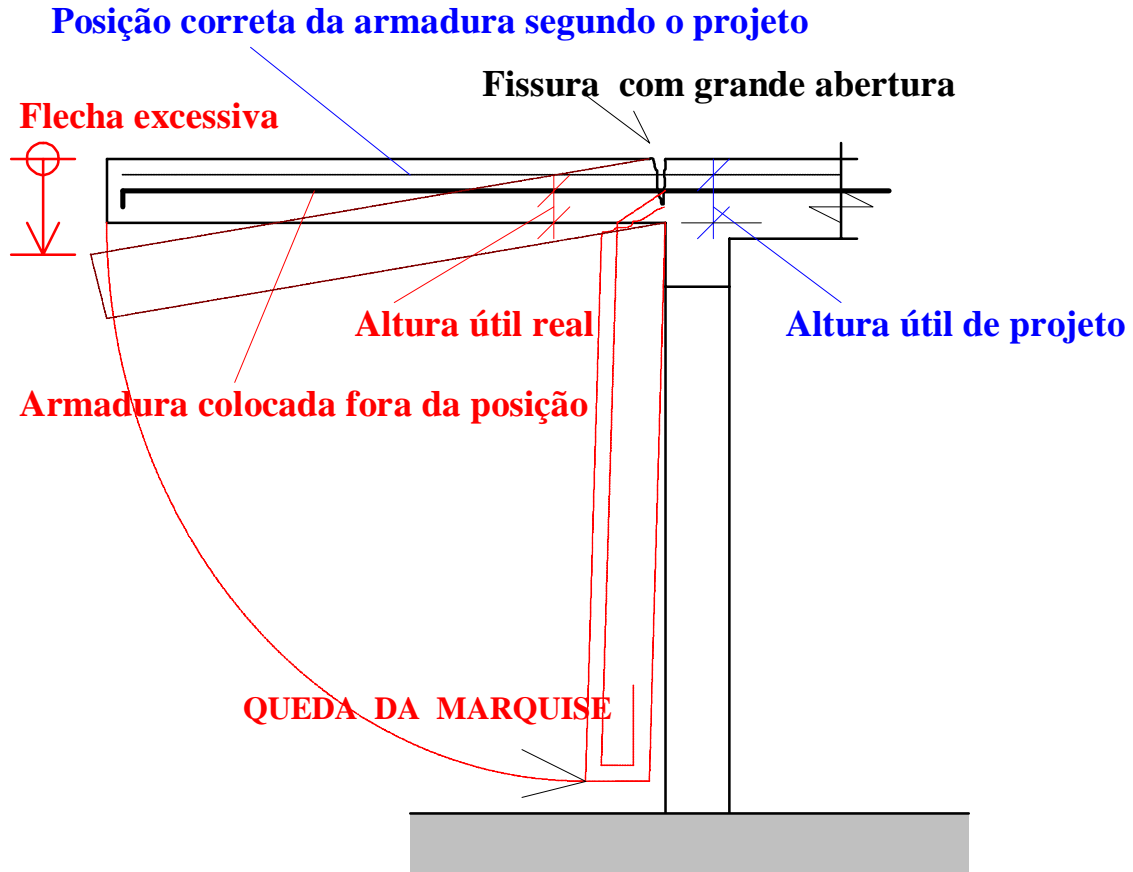 Posição correta da armadura segundo o projeto
Fissura com grande abertura
Flecha excessiva
Altura útil real
Altura útil de projeto
Armadura colocada fora da posição
QUEDA DA MARQUISE